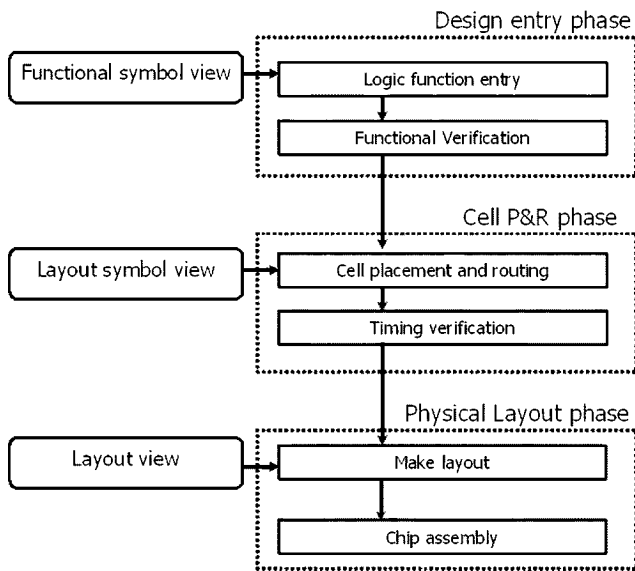 Design entry phase
Functional symbol view
Logic function entry
Functional Verification
Cell P&R phase
Layout symbol view
Cell placement and routing
Timing verification
Physical Layout phase
Layout view
Make layout
Chip assembly